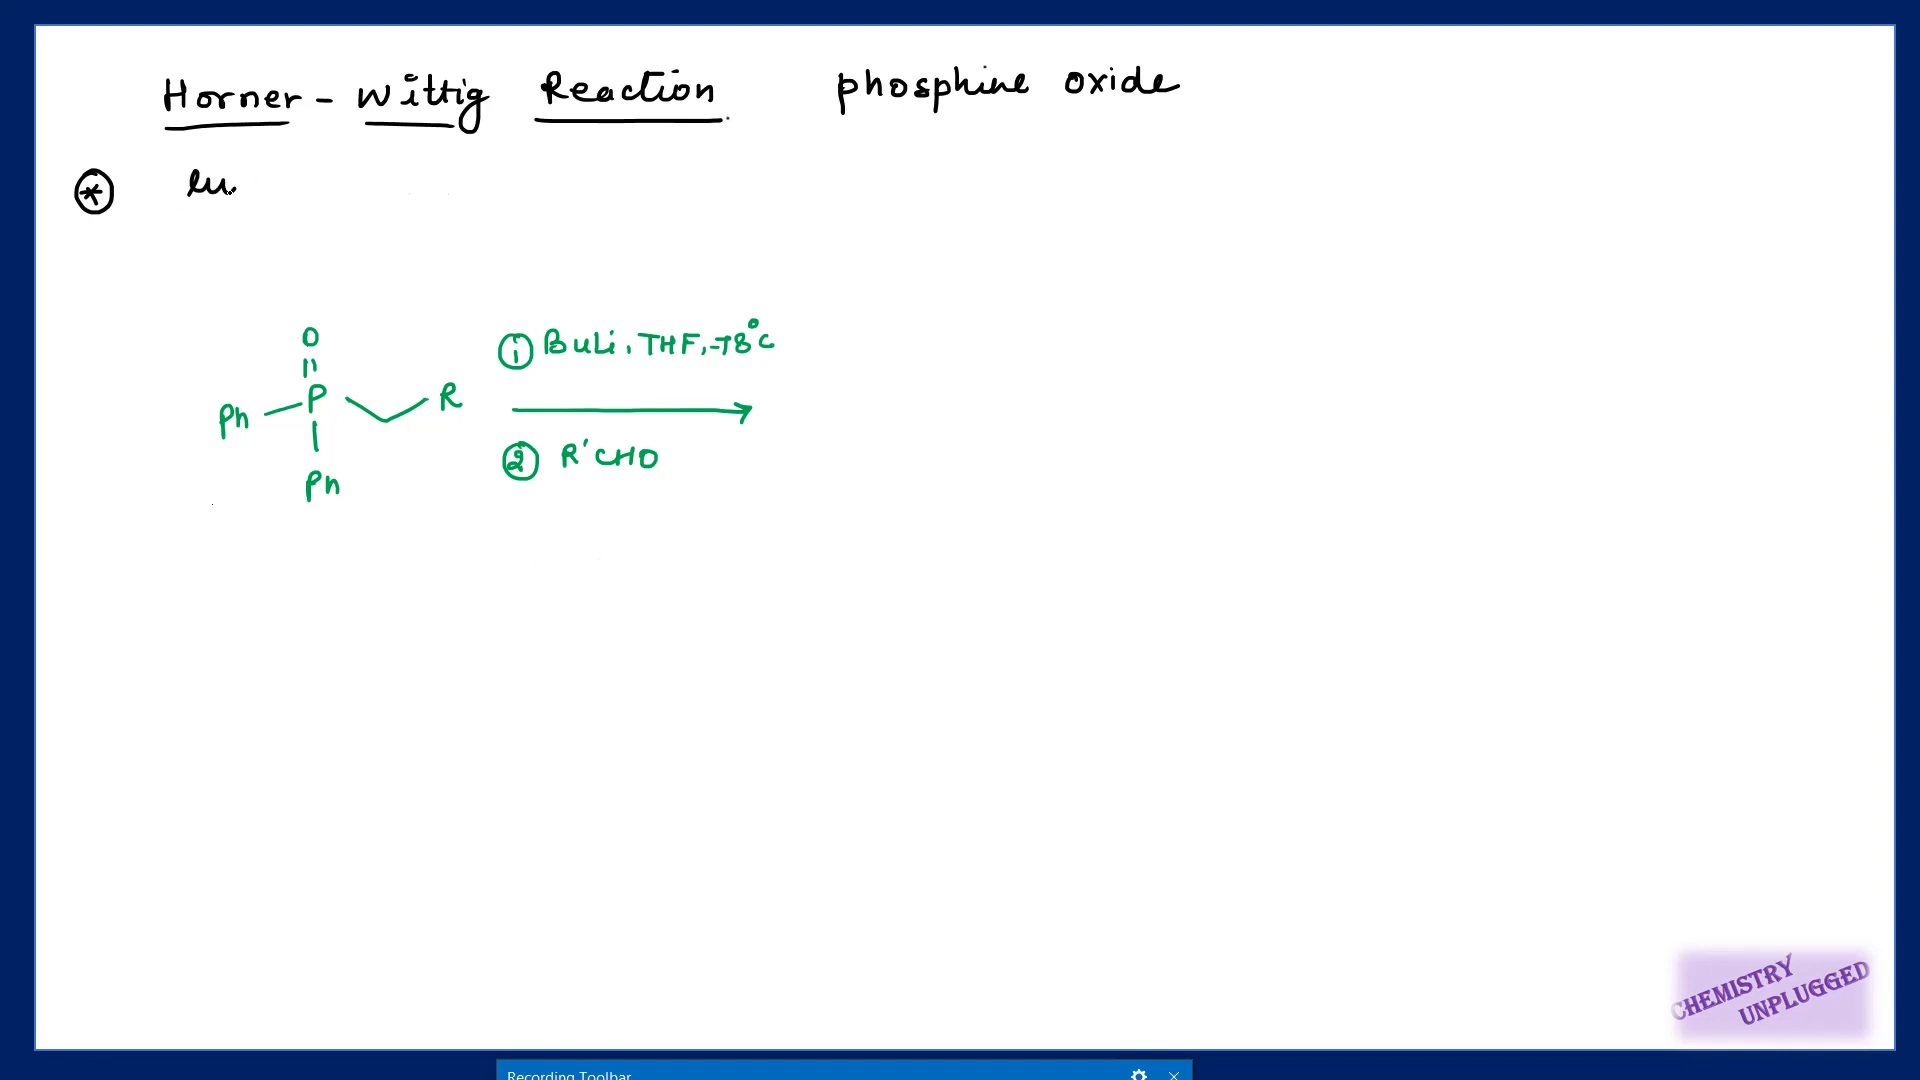 Horner - Wittig Reaction phosphine oxide
*
O
P
Ph
R
Ph
① BuLi, THF, -78°C
② R'CHO
CHEMISTRY
UNPLUGGED
Recording Toolbar